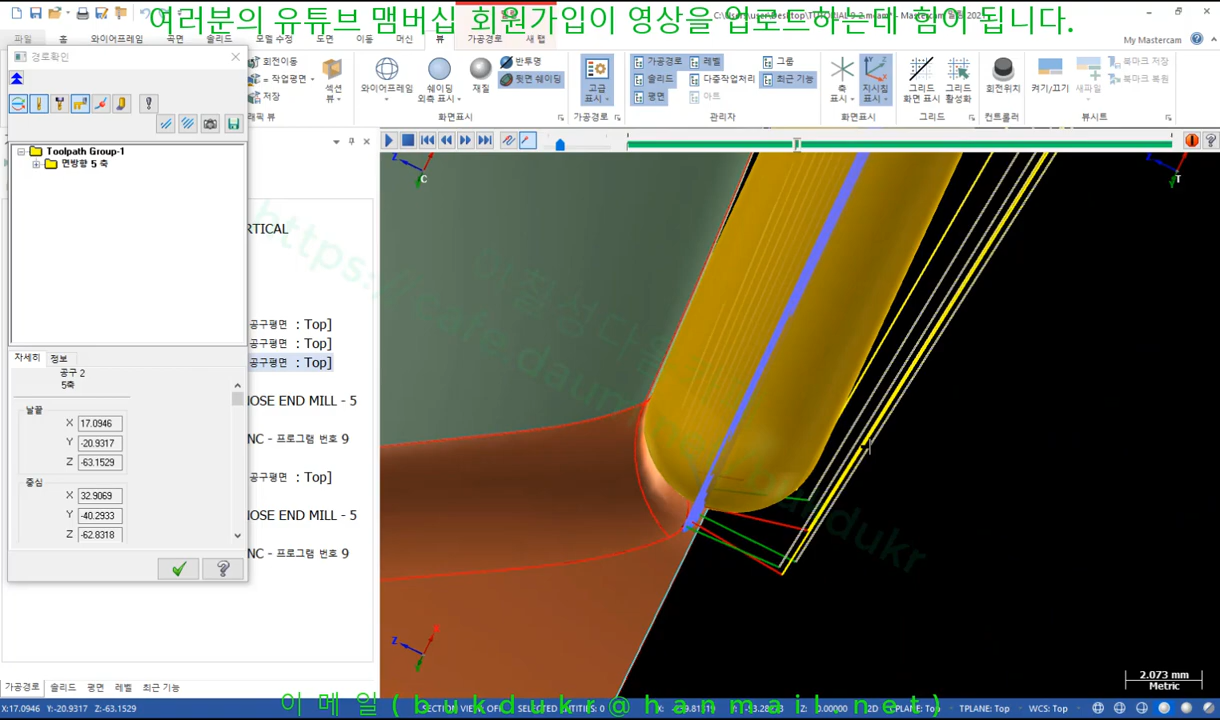 여러분의 유튜브 맴버십 회원가입이 영상을 업로드하는데 힘이 됩니다.
My Mastercam
파일
홈
와이어프레임
곡면
솔리드
모델 수정
도면
이동
머신
뷰
가공경로
새 탭
경로확인
회전이동
= 작업평면
저장
섹션
뷰
와이어프레임
쉐이딩
외측 표시
재질
반투명
뒷면 쉐이딩
화면표시
고급
표시
가공경로
가공경로
레벨
그룹
솔리드
다중작업처리
최근 기능
평면
아트
관리자
축
표시
지시침
표시
화면표시
그리드
화면 표시
그리드
활성화
그리드
회전위치
컨트롤러
켜기/끄기
새파일
북마크 저장
북마크 복원
뷰시트
Toolpath Group-1
면방향 5 축
RTICAL
공구평면 : Top]
공구평면 : Top]
공구평면 : Top]
NOSE END MILL - 5
NC - 프로그램 번호 9
공구평면 : Top]
NOSE END MILL - 5
NC - 프로그램 번호 9
자세히
정보
공구 2
5축
날끝
X 17.0946
Y -20.9317
Z -63.1529
중심
X 32.9069
Y -40.2933
Z -62.8318
Z
C
Z
T
Y
Z
X
2.073 mm
Metric
가공경로
솔리드
평면
레벨
최근 기능
X:17.0946 Y:-20.9317 Z:-63.1529
이 메 일 ( b u k d u k r @ h a n m a i l . n e t )
CPLANE: Top
TPLANE: Top
WCS: Top